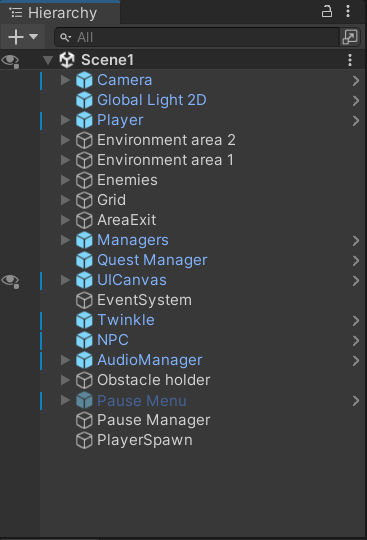 Hierarchy
All
Scene1
Camera
Global Light 2D
Player
Environment area 2
Environment area 1
Enemies
Grid
AreaExit
Managers
Quest Manager
UICanvas
EventSystem
Twinkle
NPC
AudioManager
Obstacle holder
Pause Menu
Pause Manager
PlayerSpawn